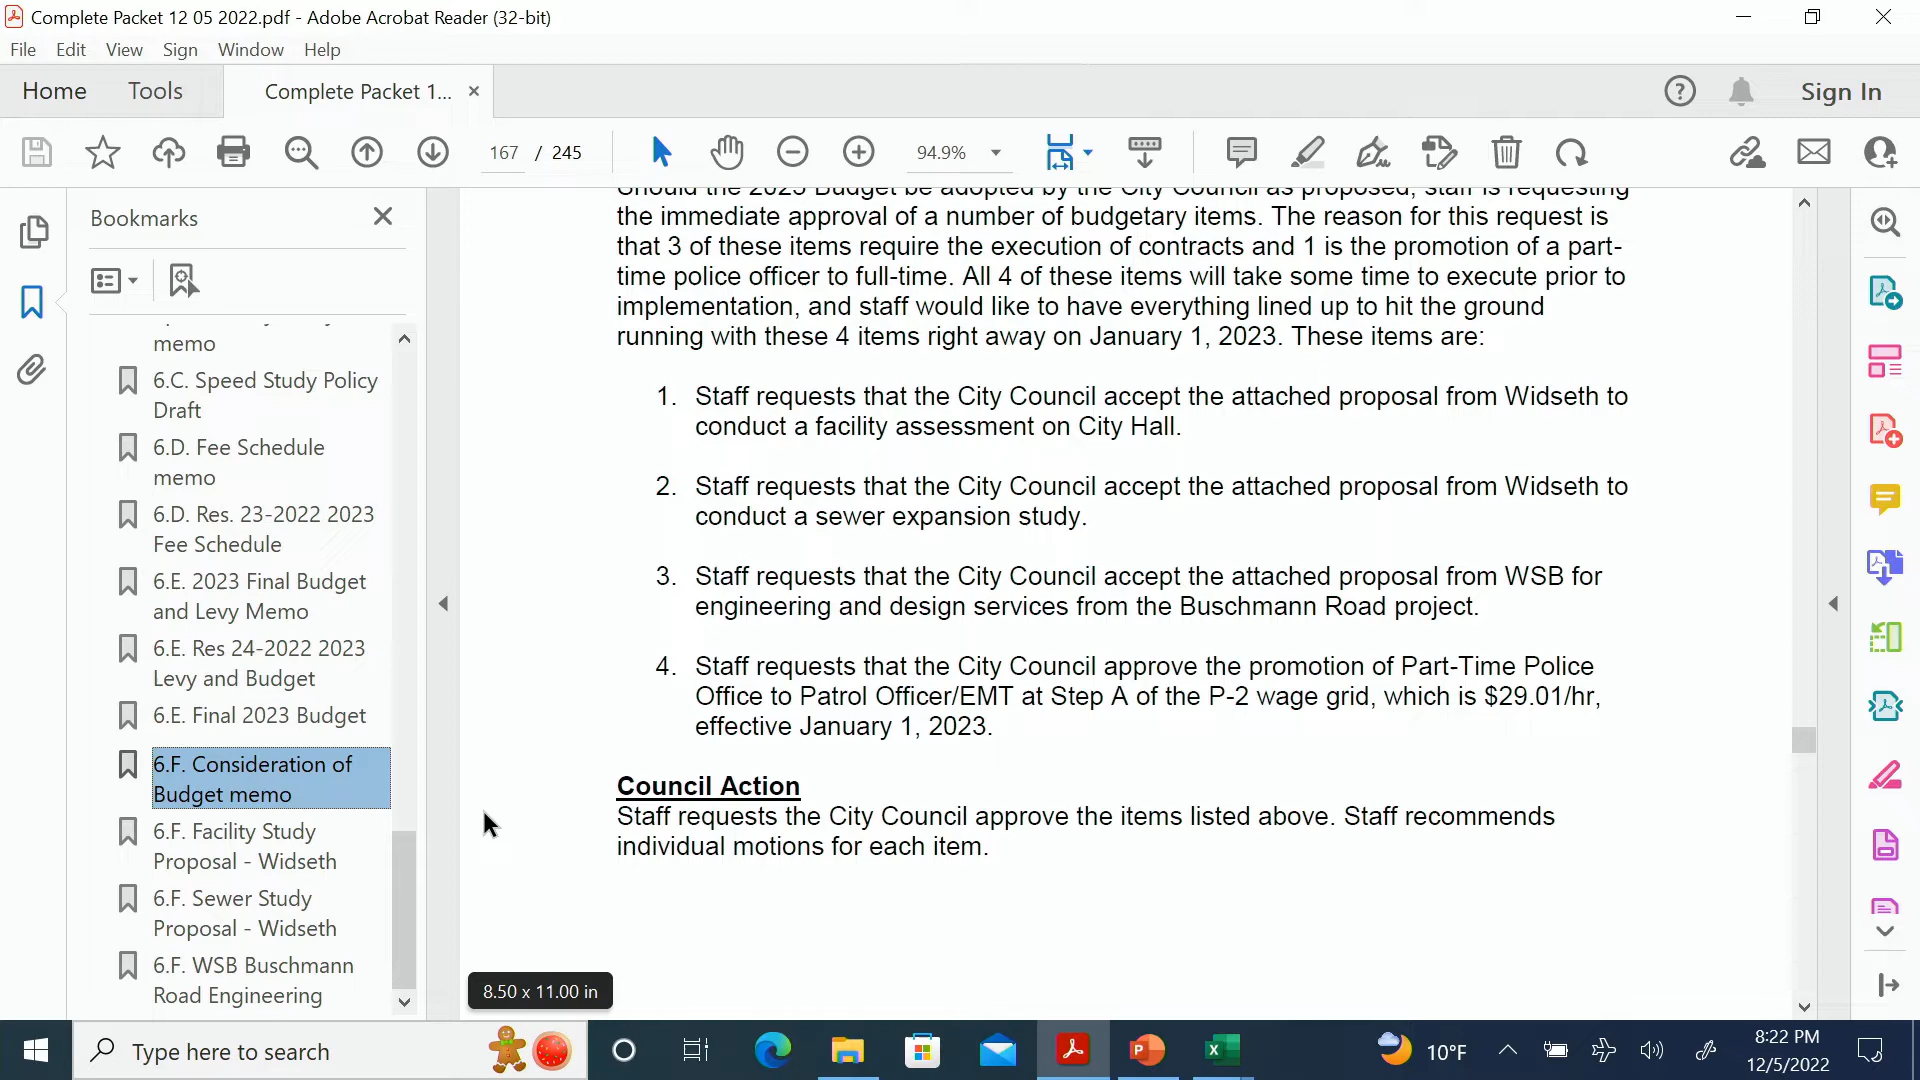 Complete Packet 12 05 2022.pdf - Adobe Acrobat Reader (32-bit)
File Edit View Sign Window Help
Home Tools Complete Packet 1... × Sign In
167 / 245 94.9%
Bookmarks
memo
6.C. Speed Study Policy
Draft
6.D. Fee Schedule
memo
6.D. Res. 23-2022 2023
Fee Schedule
6.E. 2023 Final Budget
and Levy Memo
6.E. Res 24-2022 2023
Levy and Budget
6.E. Final 2023 Budget
6.F. Consideration of
Budget memo
6.F. Facility Study
Proposal - Widseth
6.F. Sewer Study
Proposal - Widseth
6.F. WSB Buschmann
Road Engineering
Should the 2023 Budget be adopted by the City Council as proposed, staff is requesting
the immediate approval of a number of budgetary items. The reason for this request is
that 3 of these items require the execution of contracts and 1 is the promotion of a part-
time police officer to full-time. All 4 of these items will take some time to execute prior to
implementation, and staff would like to have everything lined up to hit the ground
running with these 4 items right away on January 1, 2023. These items are:
1. Staff requests that the City Council accept the attached proposal from Widseth to
conduct a facility assessment on City Hall.
2. Staff requests that the City Council accept the attached proposal from Widseth to
conduct a sewer expansion study.
3. Staff requests that the City Council accept the attached proposal from WSB for
engineering and design services from the Buschmann Road project.
4. Staff requests that the City Council approve the promotion of Part-Time Police
Office to Patrol Officer/EMT at Step A of the P-2 wage grid, which is $29.01/hr,
effective January 1, 2023.
Council Action
Staff requests the City Council approve the items listed above. Staff recommends
individual motions for each item.
8.50 x 11.00 in
Type here to search
10°F
8:22 PM
12/5/2022